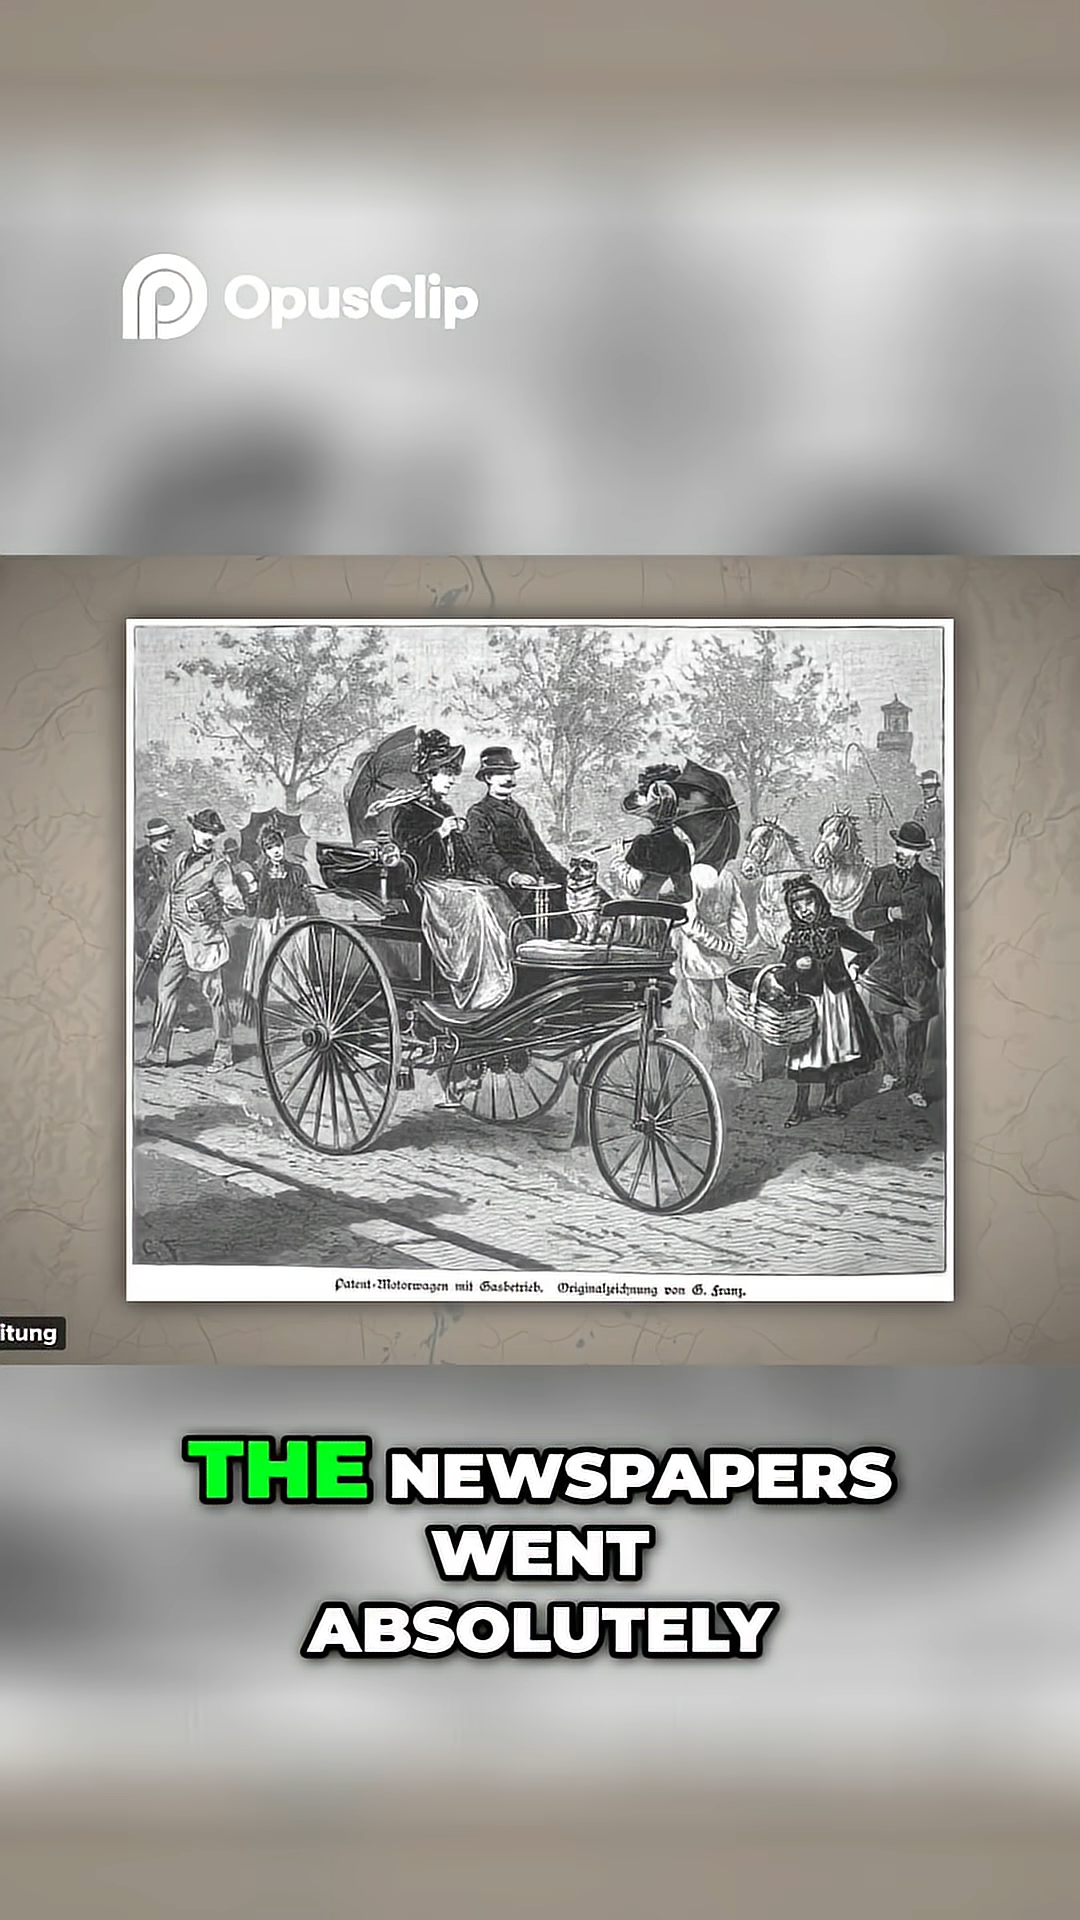 OpusClip
Patent-Motorwagen mit Gasbetrieb. Originalzeichnung von G. Franz.
itung
THE NEWSPAPERS
WENT
ABSOLUTELY